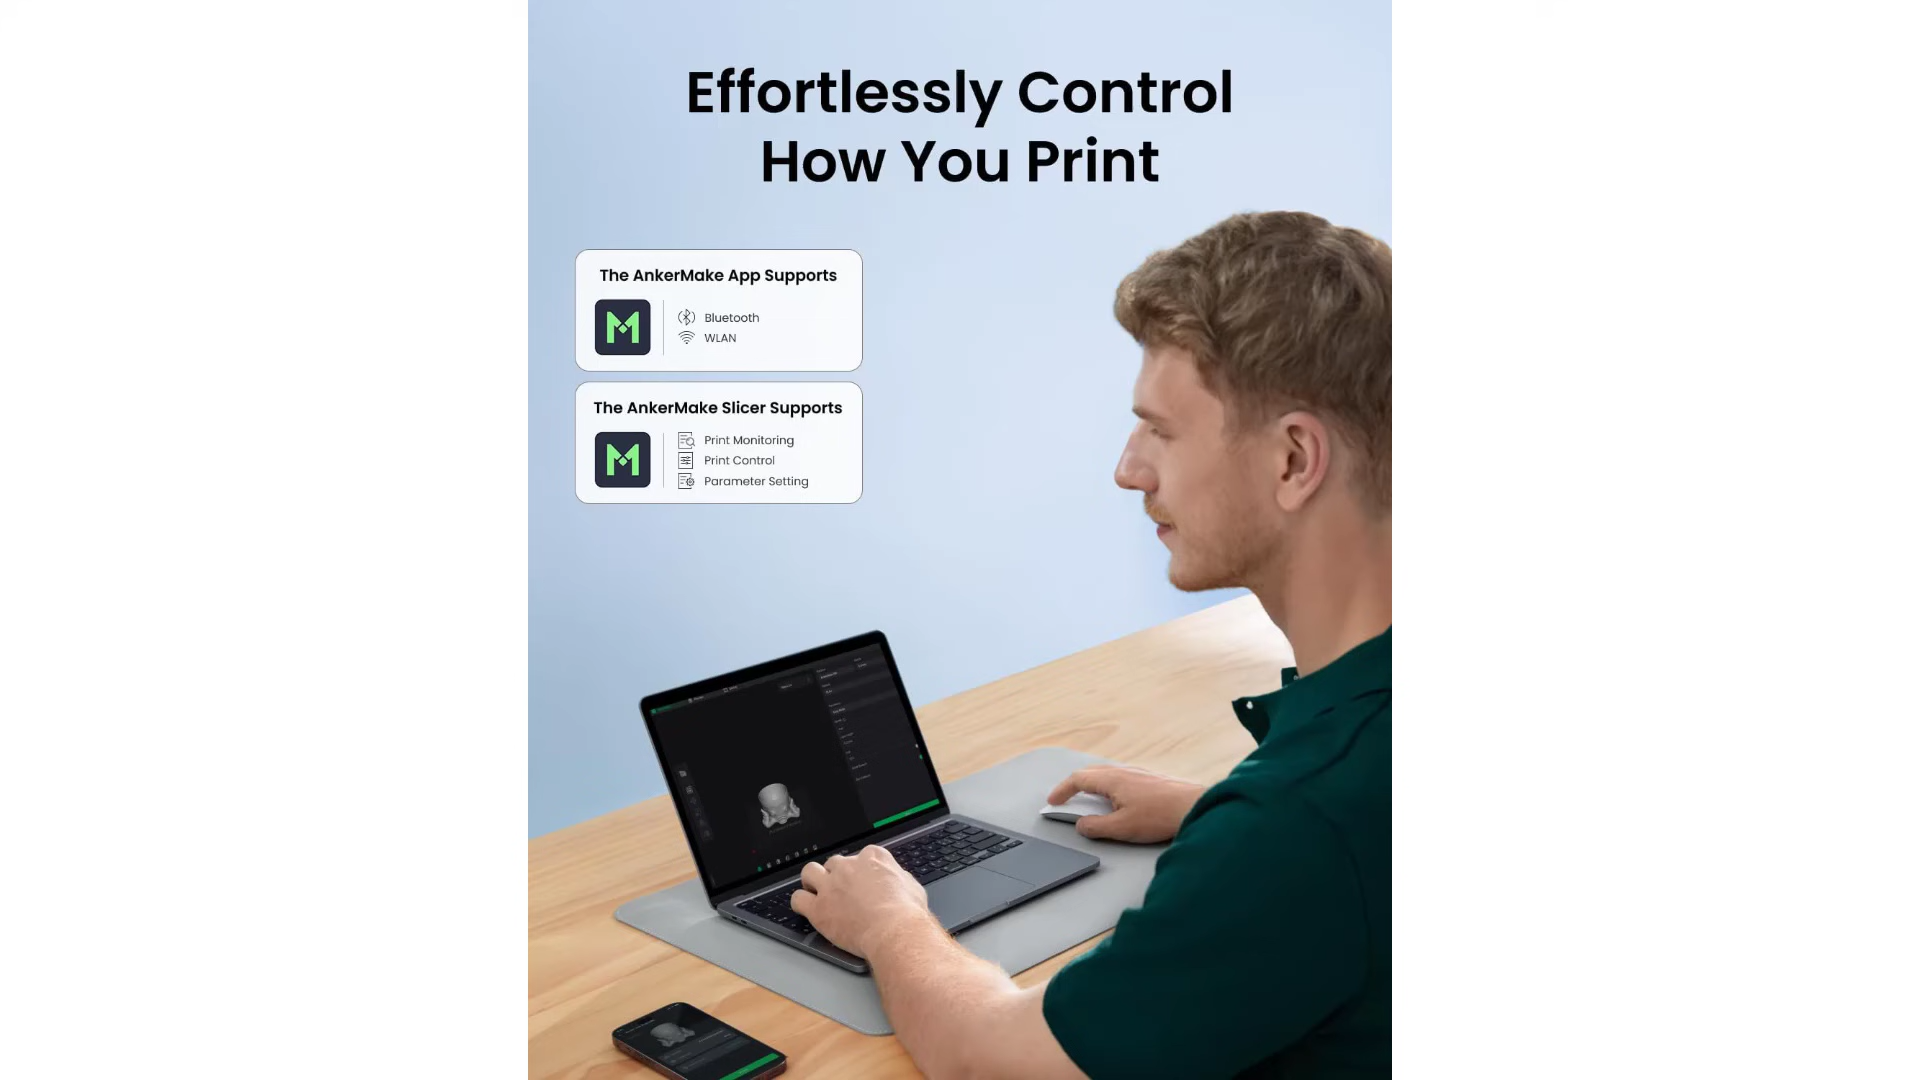 Effortlessly Control
How You Print
The AnkerMake App Supports
Bluetooth
WLAN
The AnkerMake Slicer Supports
Print Monitoring
Print Control
Parameter Setting